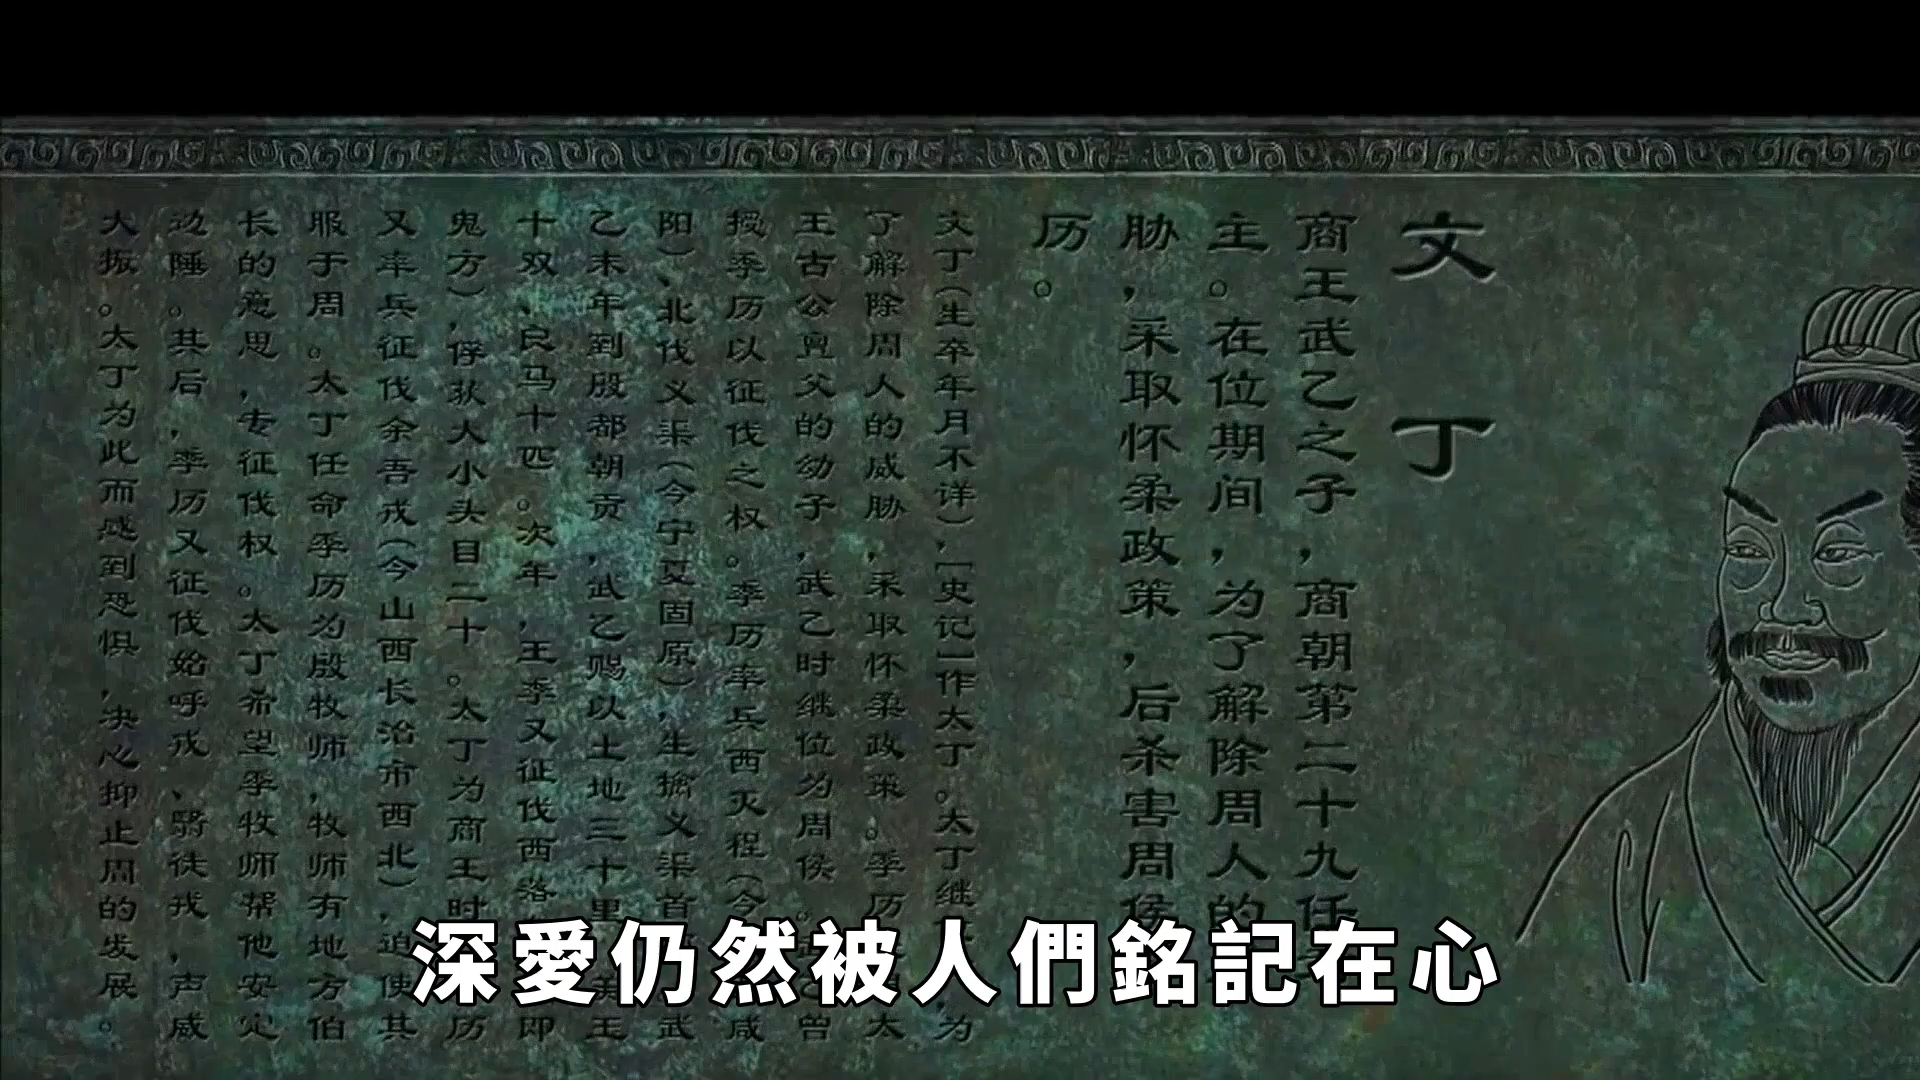 文丁
商王武乙之子，商朝第二十九任
主。在位期间，为了解除周人的
胁，采取怀柔政策，后杀害周侯
历。
文丁（生卒年月不详），［史记］作太丁。太丁继
了解除周人的威胁，采取怀柔政策。季历
王古公亶父的幼子，武乙时继位为周侯。
授季历以征伐之权。季历率兵西灭程（今咸
阳）、北伐义渠（今宁夏固原），生擒义渠首
乙末年到殷都朝贡，武乙赐以土地三十里
十双、良马十匹。次年，王季又征伐西落
鬼方），俘狄人小头目二十。太丁为商王时
又率兵征伐余吾戎（今山西长治市西北），迫使其
服于周。太丁任命季历为殷牧师，牧师有地方伯
长的意思，专征伐权。太丁希望季牧师帮他安定
边陲。其后，季历又征伐始呼戎、翳徒戎，声威
大振。太丁为此而感到恐惧，决心抑止周的发展。
深愛仍然被人們銘記在心